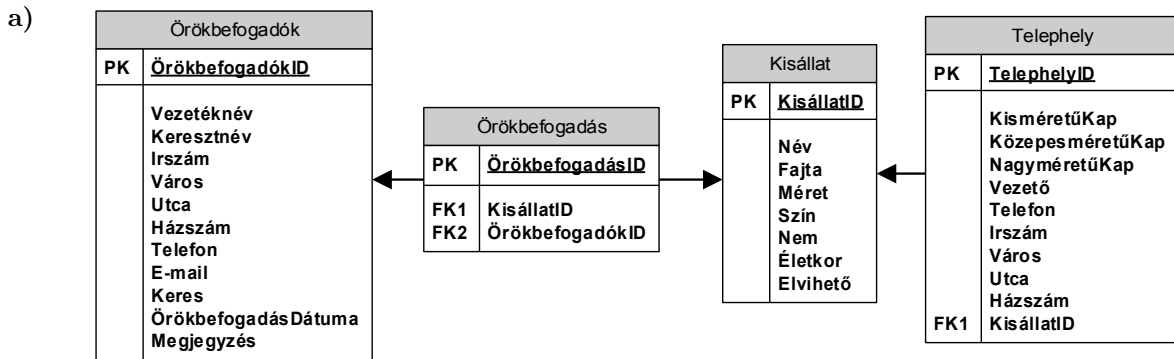 a)
Örökbefogadók
PK ÖrökbefogadókID
Vezetéknév
Keresztnév
Irszám
Város
Utca
Házszám
Telefon
E-mail
Keres
ÖrökbefogadásDátuma
Megjegyzés
Örökbefogadás
PK ÖrökbefogadásID
FK1 KisállatID
FK2 ÖrökbefogadókID
Kisállat
PK KisállatID
Név
Fajta
Méret
Szín
Nem
Életkor
Elvihető
Telephely
PK TelephelyID
KisméretűKap
KözepesméretűKap
NagyméretűKap
Vezető
Telefon
Irszám
Város
Utca
Házszám
FK1 KisállatID